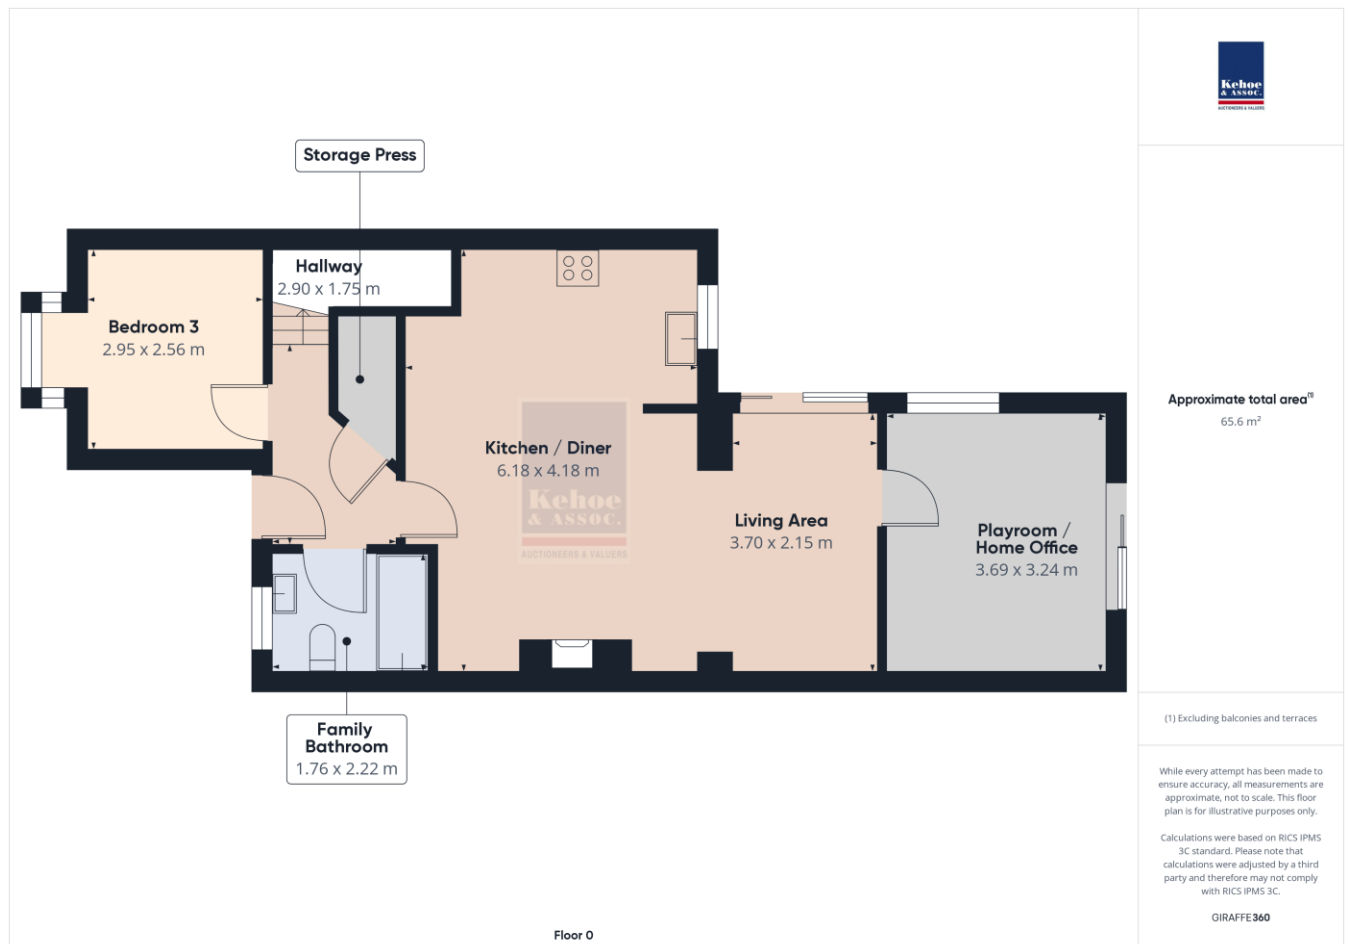 Kehoe
& ASSOC.
AUCTIONEERS & VALUERS
Storage Press
Hallway
2.90 x 1.75 m
Bedroom 3
2.95 x 2.56 m
Kitchen / Diner
6.18 x 4.18 m
Kehoe
& ASSOC.
AUCTIONEERS & VALUERS
Living Area
3.70 x 2.15 m
Playroom /
Home Office
3.69 x 3.24 m
Family
Bathroom
1.76 x 2.22 m
Floor 0
Approximate total area(1)
65.6 m²
(1) Excluding balconies and terraces
While every attempt has been made to
ensure accuracy, all measurements are
approximate, not to scale. This floor
plan is for illustrative purposes only.
Calculations were based on RICS IPMS
3C standard. Please note that
calculations were adjusted by a third
party and therefore may not comply
with RICS IPMS 3C.
GIRAFFE360